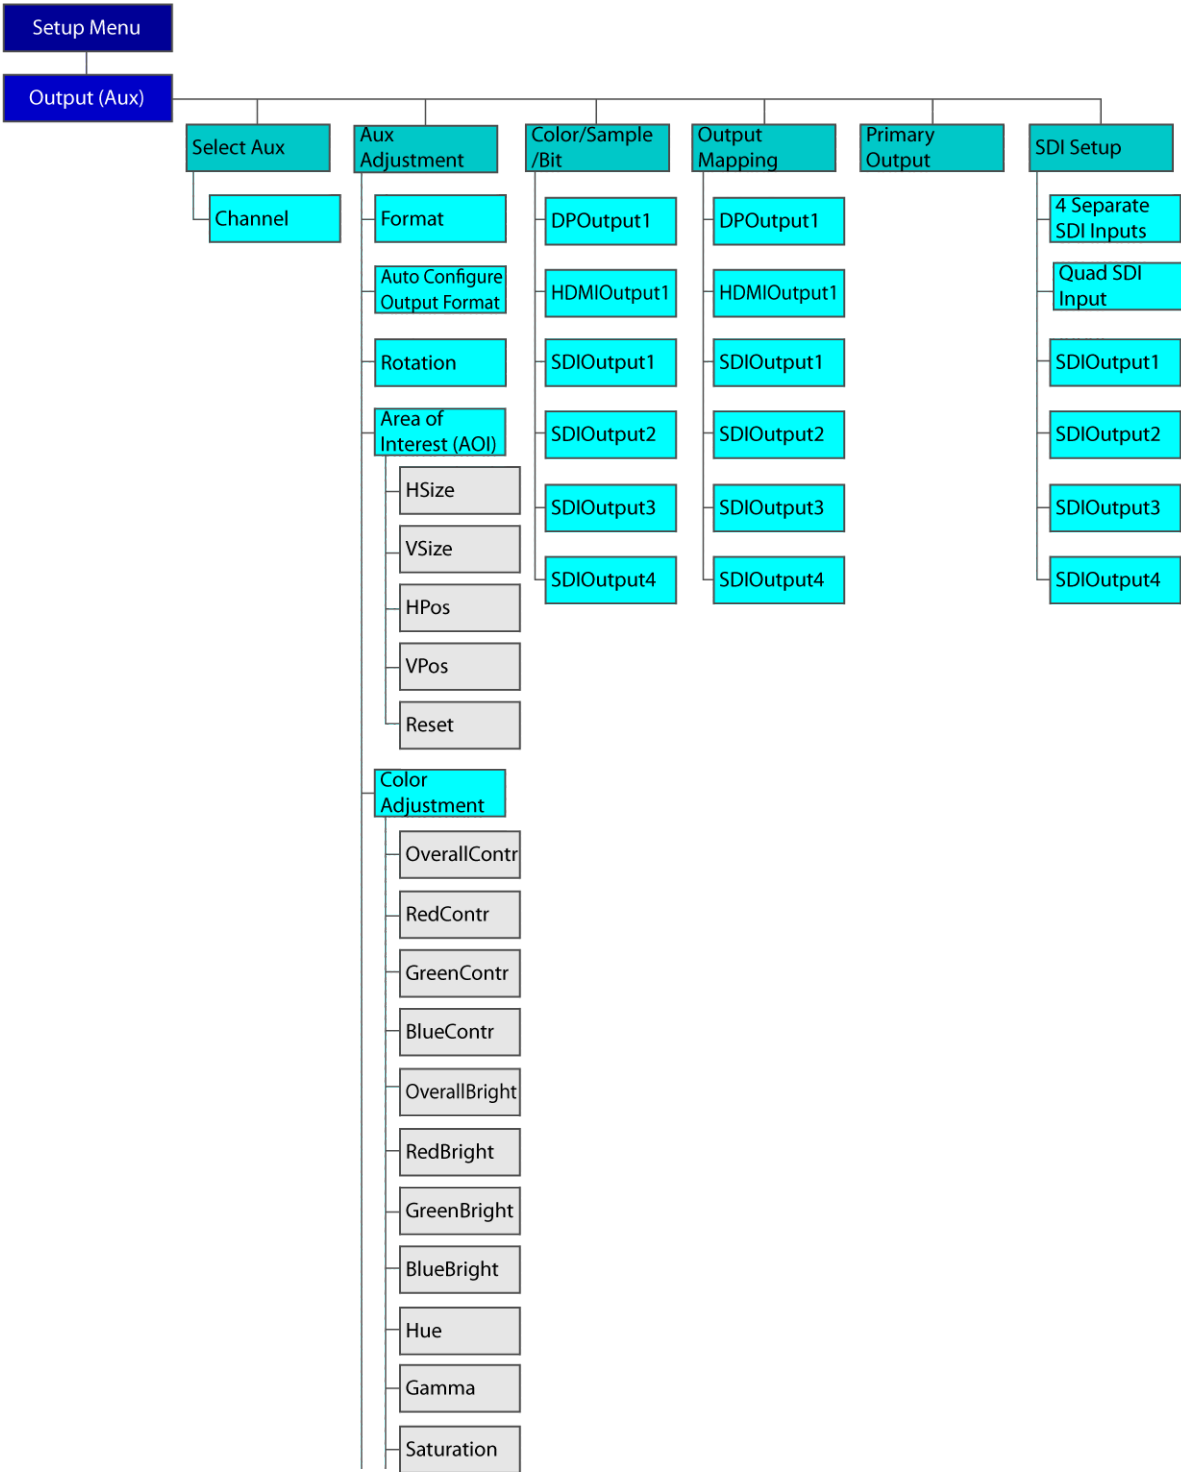 Setup Menu
Output (Aux)
Select Aux
Channel
Aux
Adjustment
Format
Auto Configure
Output Format
Rotation
Area of
Interest (AOI)
HSize
VSize
HPos
VPos
Reset
Color
Adjustment
OverallContr
RedContr
GreenContr
BlueContr
OverallBright
RedBright
GreenBright
BlueBright
Hue
Gamma
Saturation
Color/Sample
/Bit
DPOutput1
HDMIOutput1
SDIOutput1
SDIOutput2
SDIOutput3
SDIOutput4
Output
Mapping
DPOutput1
HDMIOutput1
SDIOutput1
SDIOutput2
SDIOutput3
SDIOutput4
Primary
Output
SDI Setup
4 Separate
SDI Inputs
Quad SDI
Input
SDIOutput1
SDIOutput2
SDIOutput3
SDIOutput4